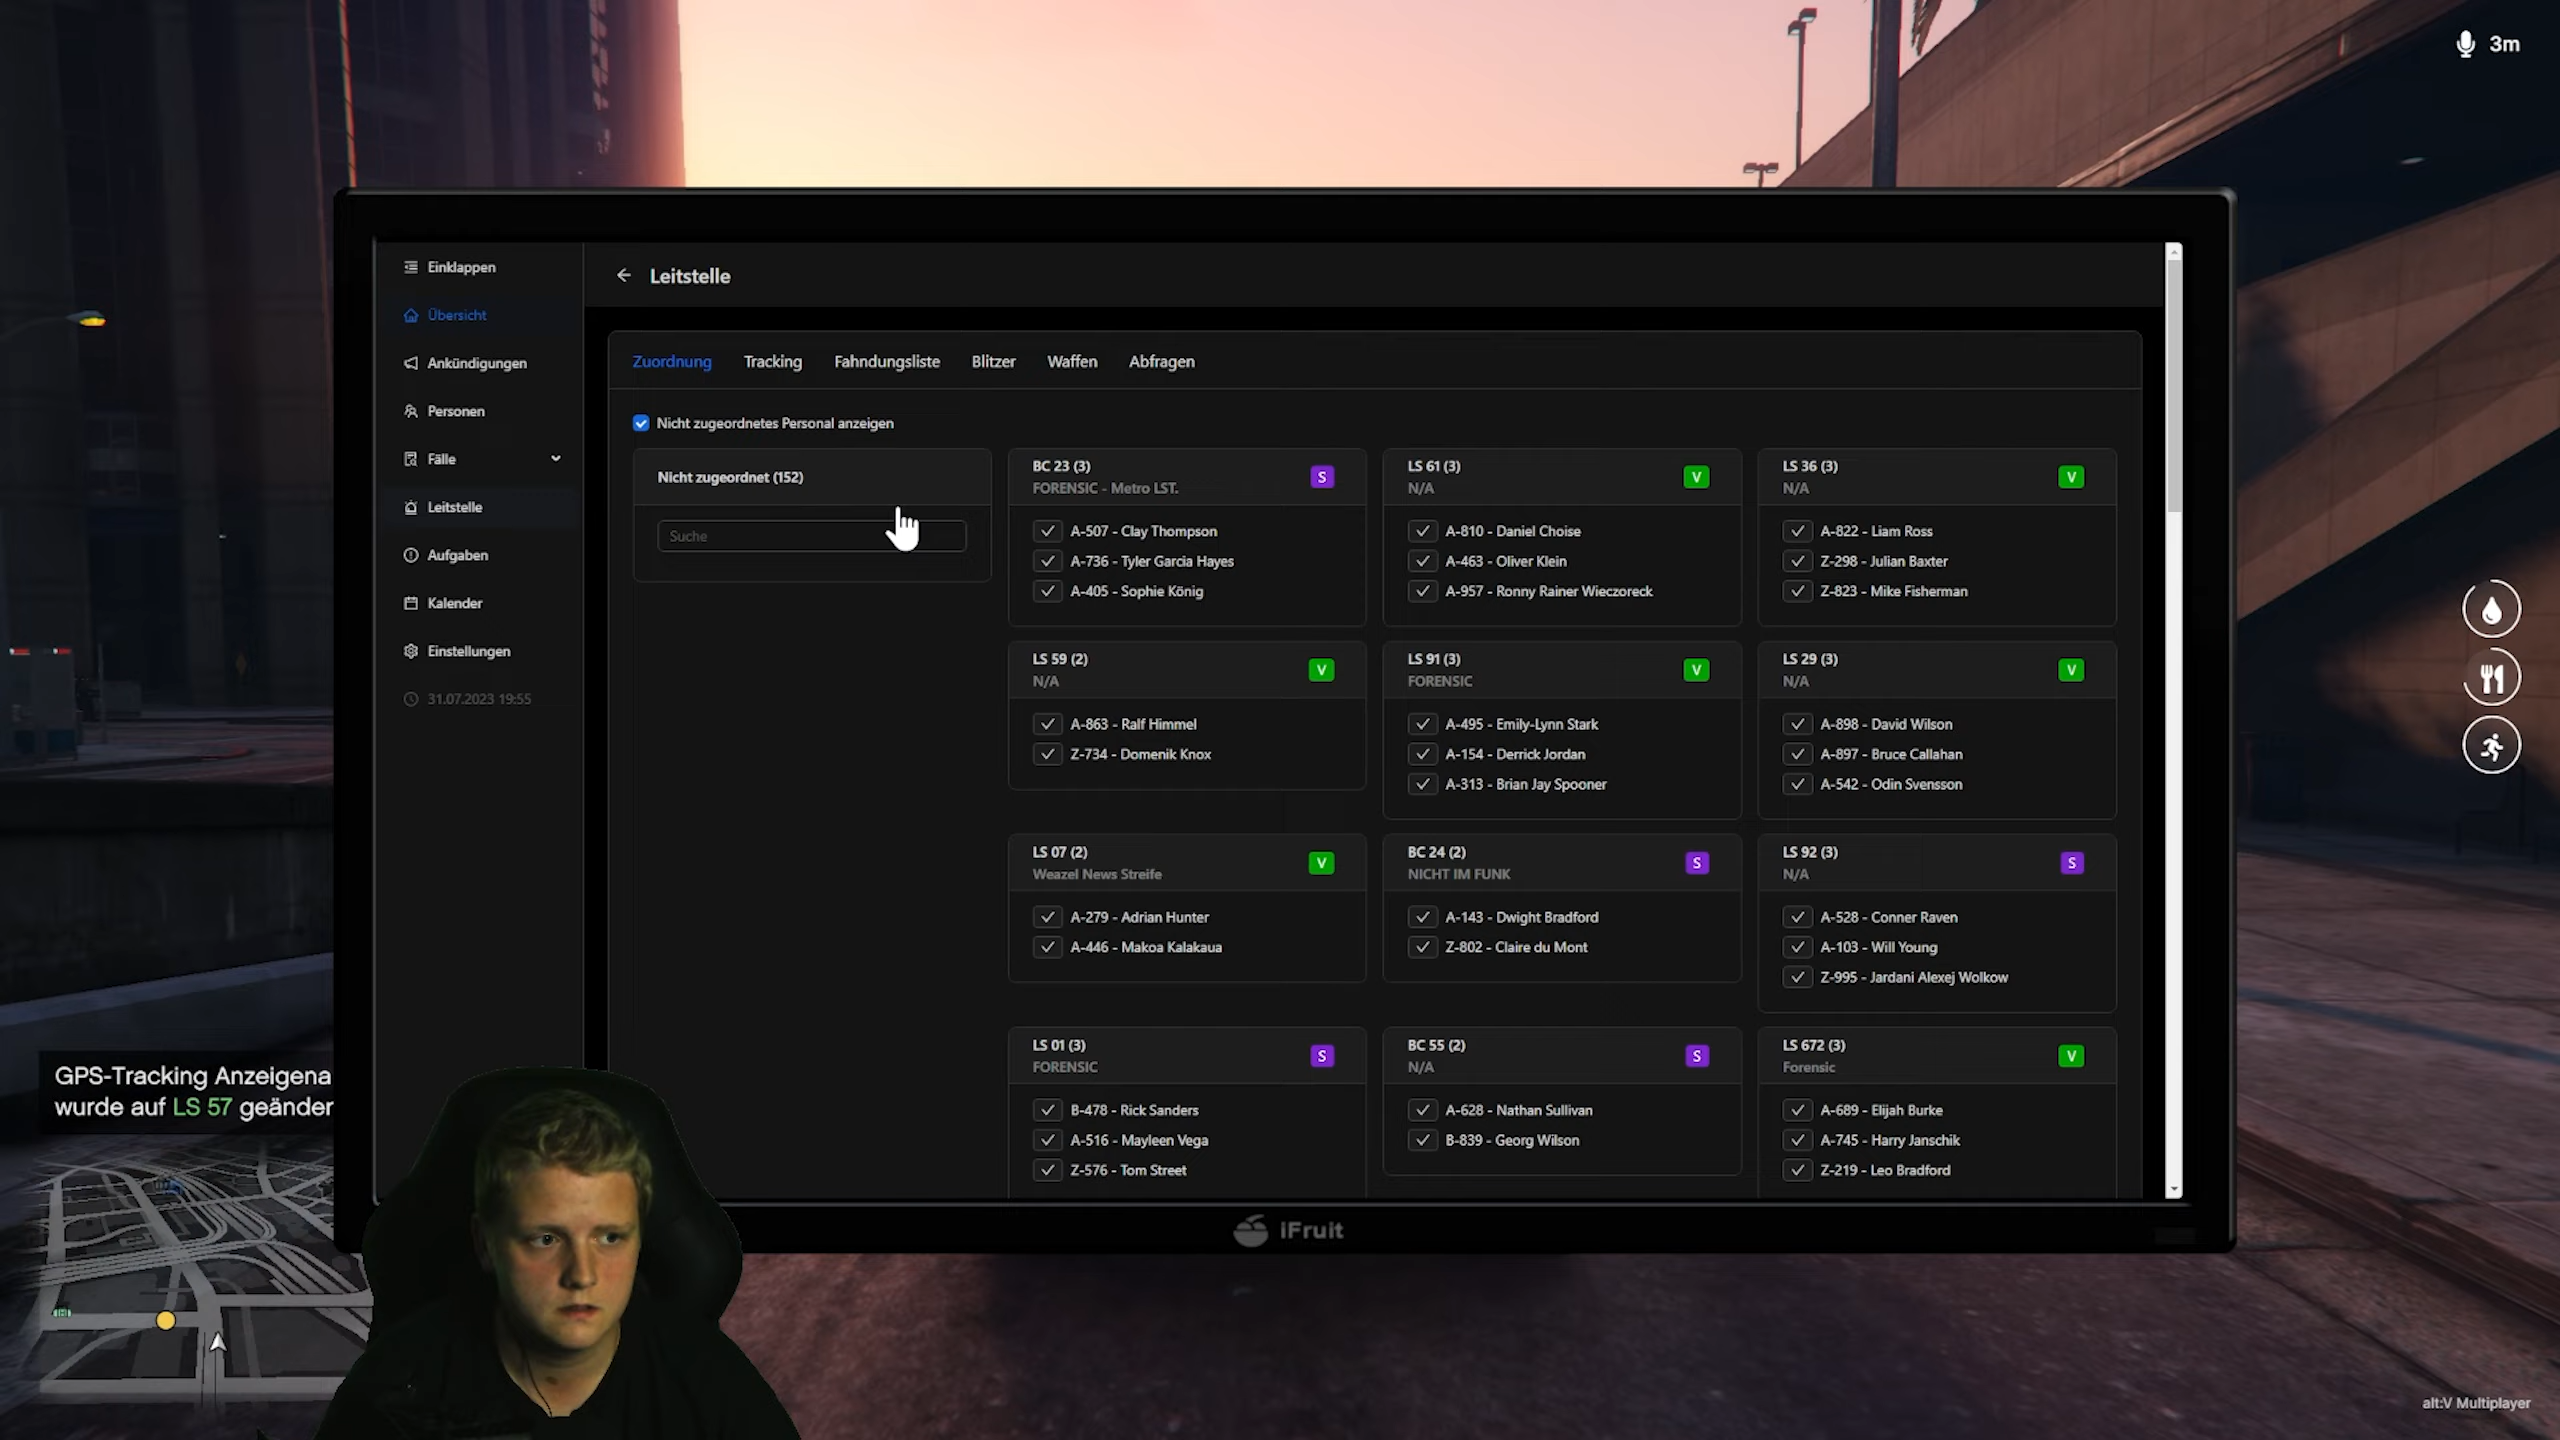 3m
Einklappen
Übersicht
Ankündigungen
Personen
Fälle
Leitstelle
Aufgaben
Kalender
Einstellungen
31.07.2023 19:55
Leitstelle
Zuordnung Tracking Fahndungsliste Blitzer Waffen Abfragen
Nicht zugeordnetes Personal anzeigen
Nicht zugeordnet (152)
Suche
BC 23 (3)
FORENSIC - Metro LST.
S
A-507 - Clay Thompson
A-736 - Tyler Garcia Hayes
A-405 - Sophie König
LS 61 (3)
N/A
V
A-810 - Daniel Choise
A-463 - Oliver Klein
A-957 - Ronny Rainer Wieczoreck
LS 36 (3)
N/A
V
A-822 - Liam Ross
Z-298 - Julian Baxter
Z-823 - Mike Fisherman
LS 59 (2)
N/A
V
A-863 - Ralf Himmel
Z-734 - Domenik Knox
LS 91 (3)
FORENSIC
V
A-495 - Emily-Lynn Stark
A-154 - Derrick Jordan
A-313 - Brian Jay Spooner
LS 29 (3)
N/A
V
A-898 - David Wilson
A-897 - Bruce Callahan
A-542 - Odin Svensson
LS 07 (2)
Weazel News Streife
V
A-279 - Adrian Hunter
A-446 - Makoa Kalakaua
BC 24 (2)
NICHT IM FUNK
S
A-143 - Dwight Bradford
Z-802 - Claire du Mont
LS 92 (3)
N/A
S
A-528 - Conner Raven
A-103 - Will Young
Z-995 - Jardani Alexej Wolkow
LS 01 (3)
FORENSIC
S
B-478 - Rick Sanders
A-516 - Mayleen Vega
Z-576 - Tom Street
BC 55 (2)
N/A
S
A-628 - Nathan Sullivan
B-839 - Georg Wilson
LS 672 (3)
Forensic
V
A-689 - Elijah Burke
A-745 - Harry Janschik
Z-219 - Leo Bradford
GPS-Tracking Anzeigena
wurde auf LS 57 geänder
iFruit
alt:V Multiplayer